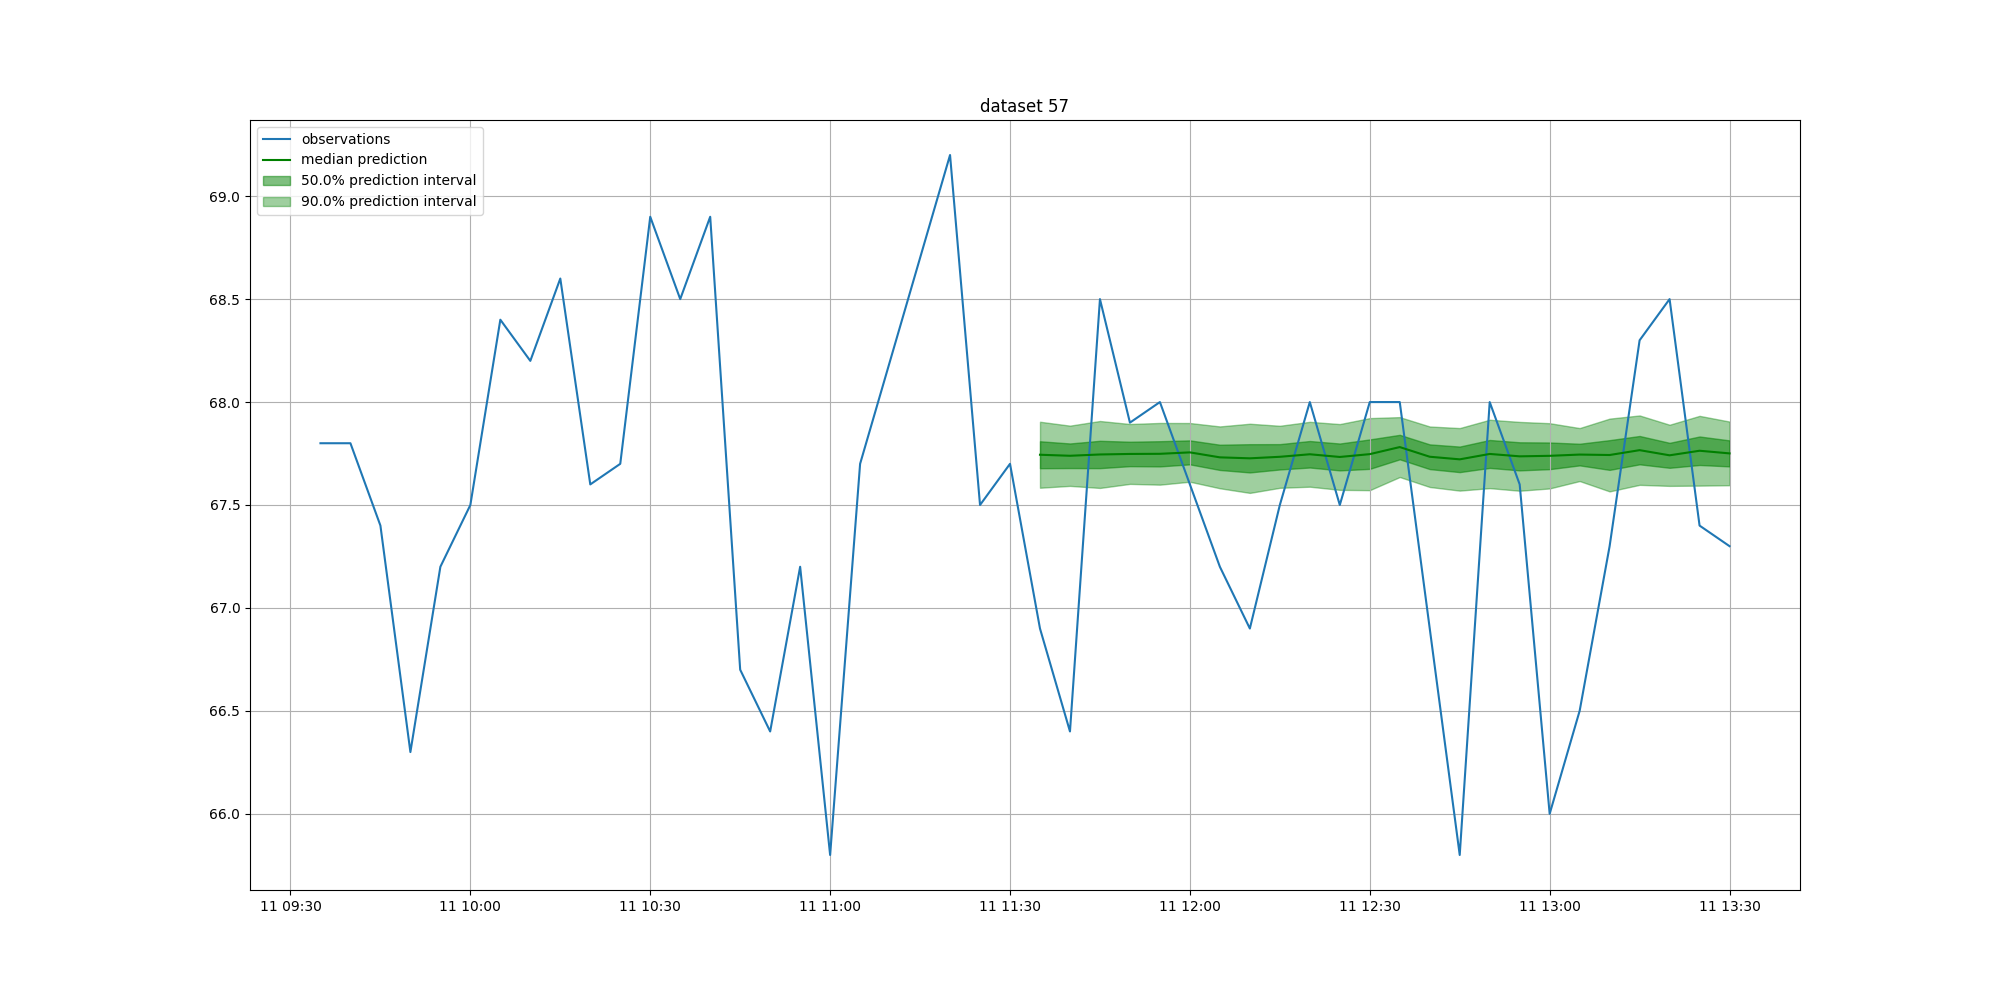 dataset 57
observations
median prediction
50.0% prediction interval
90.0% prediction interval
69.0
68.5
68.0
67.5
67.0
66.5
66.0
11 09:30 11 10:00 11 10:30 11 11:00 11 11:30 11 12:00 11 12:30 11 13:00 11 13:30